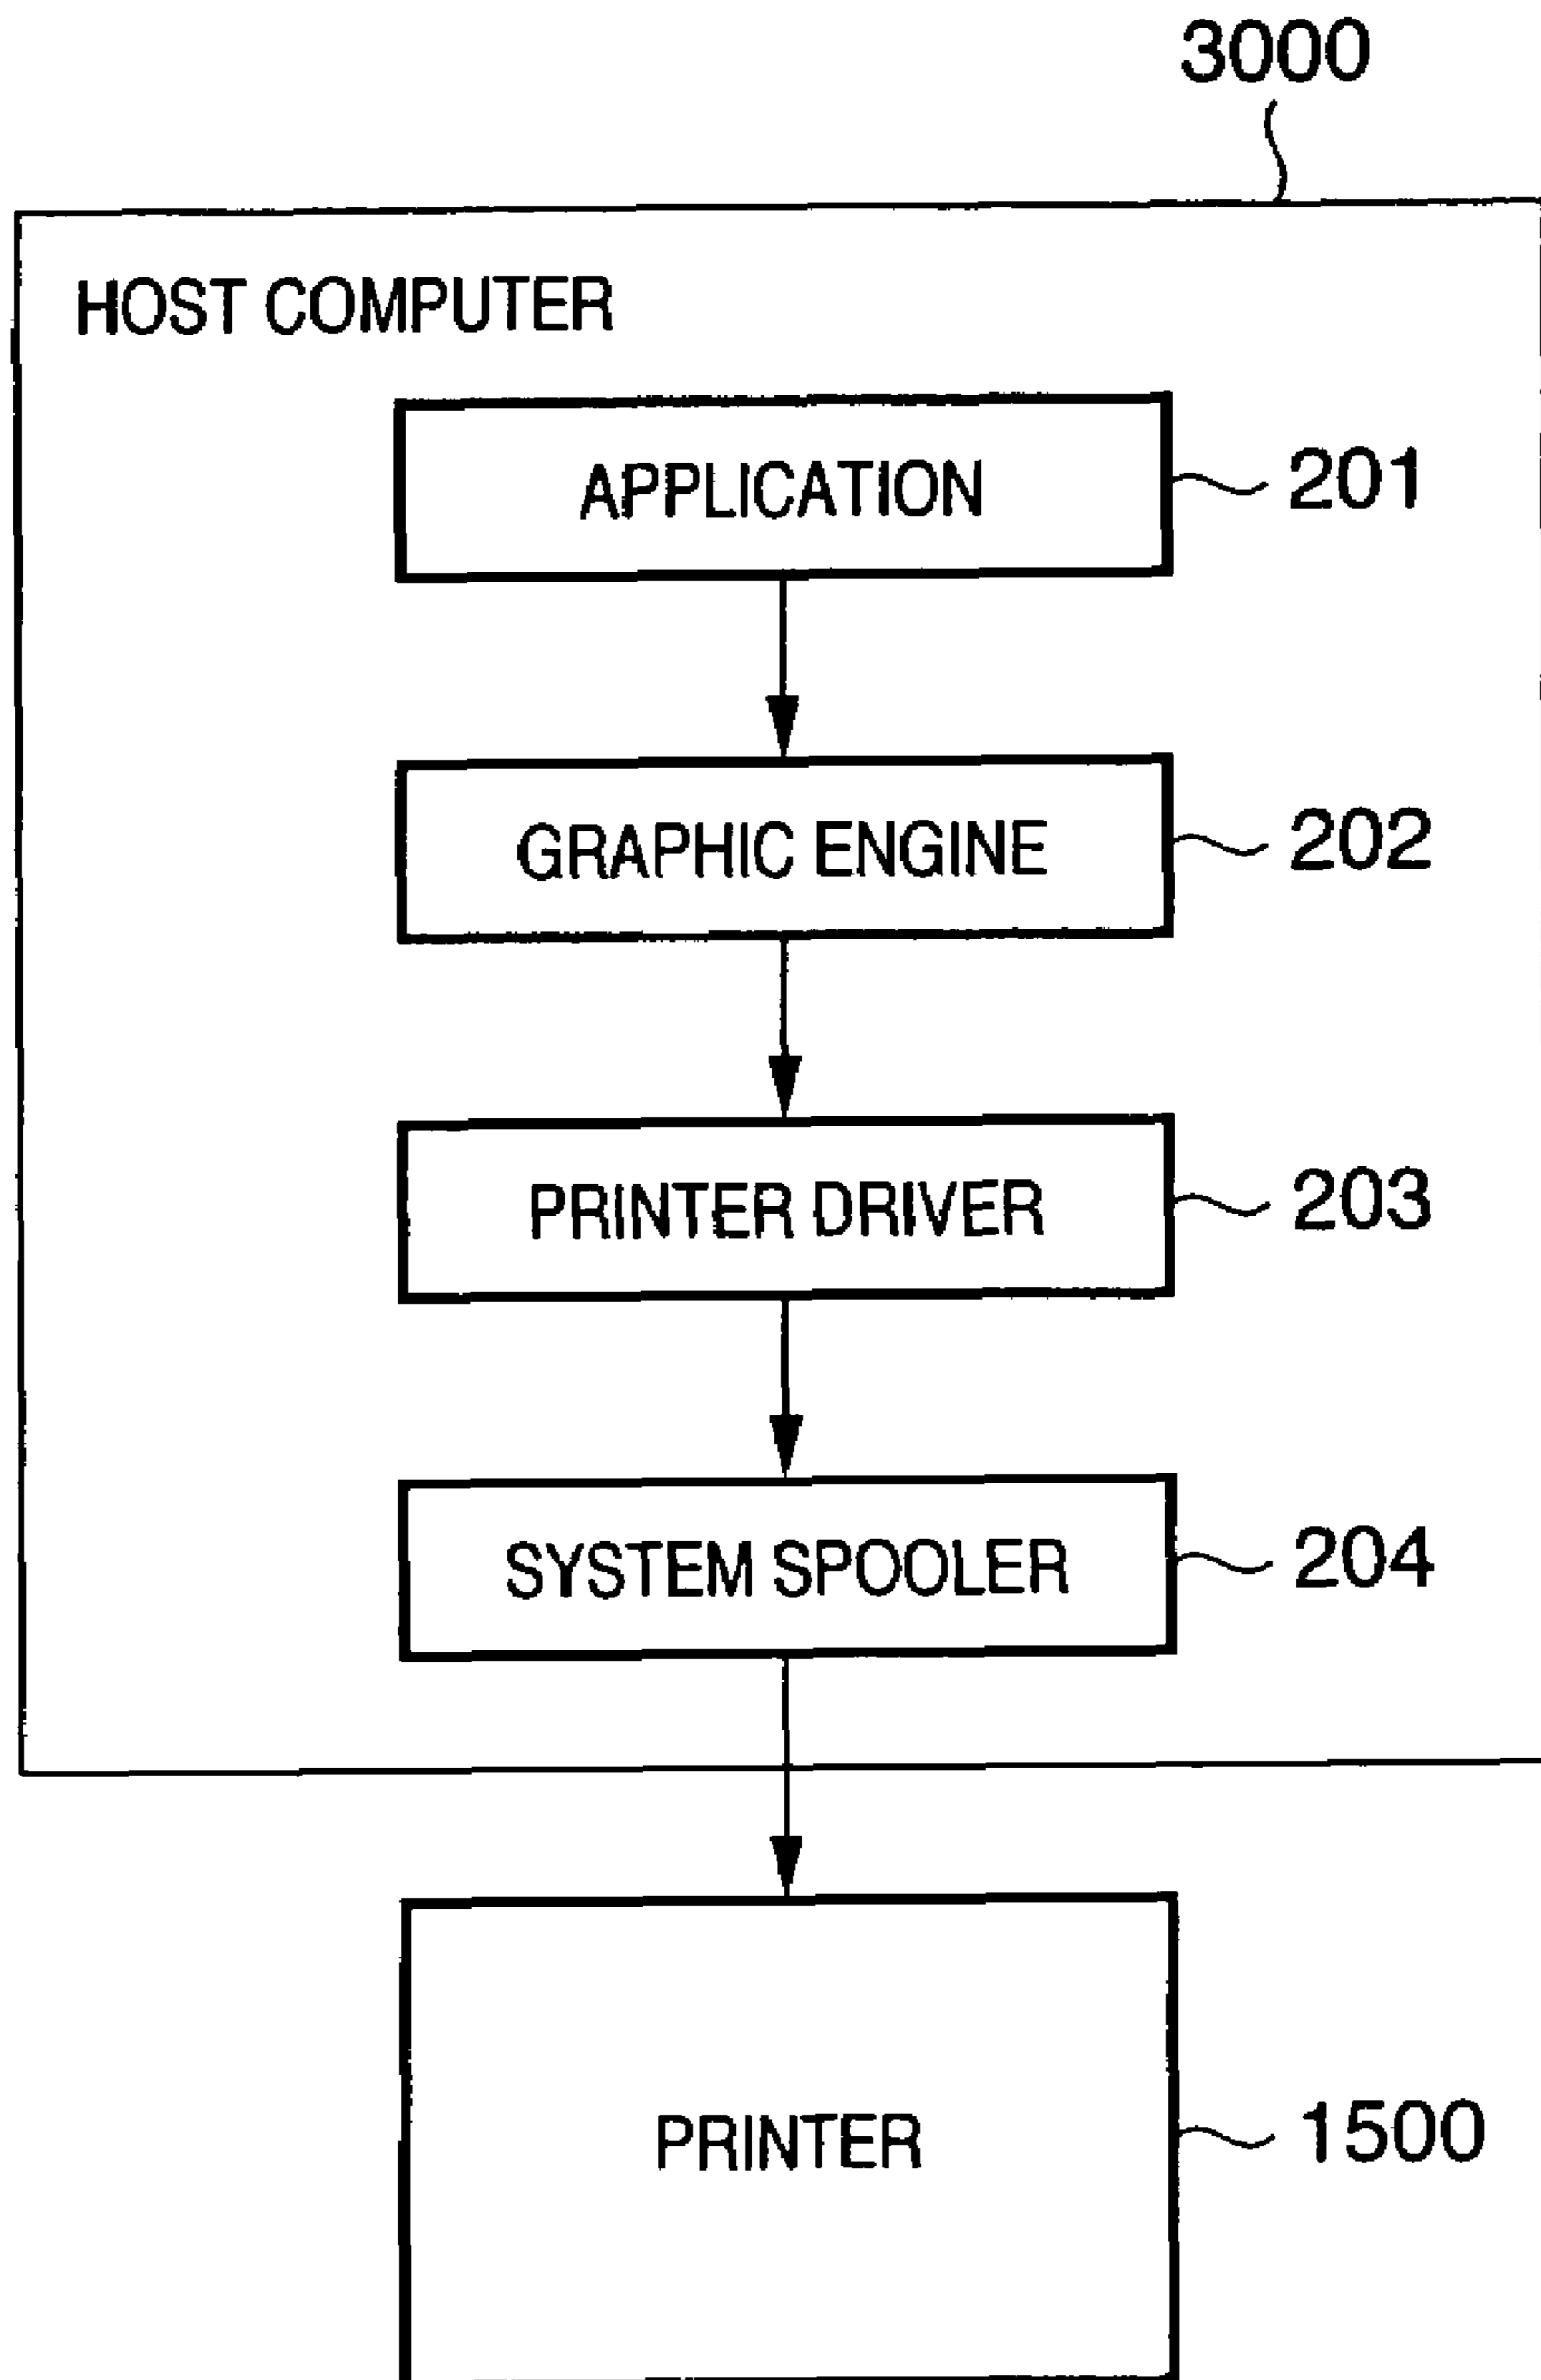 3000
HOST COMPUTER
APPLICATION 201
GRAPHIC ENGINE 202
PRINTER DRIVER 203
SYSTEM SPOOLER 204
PRINTER 1500